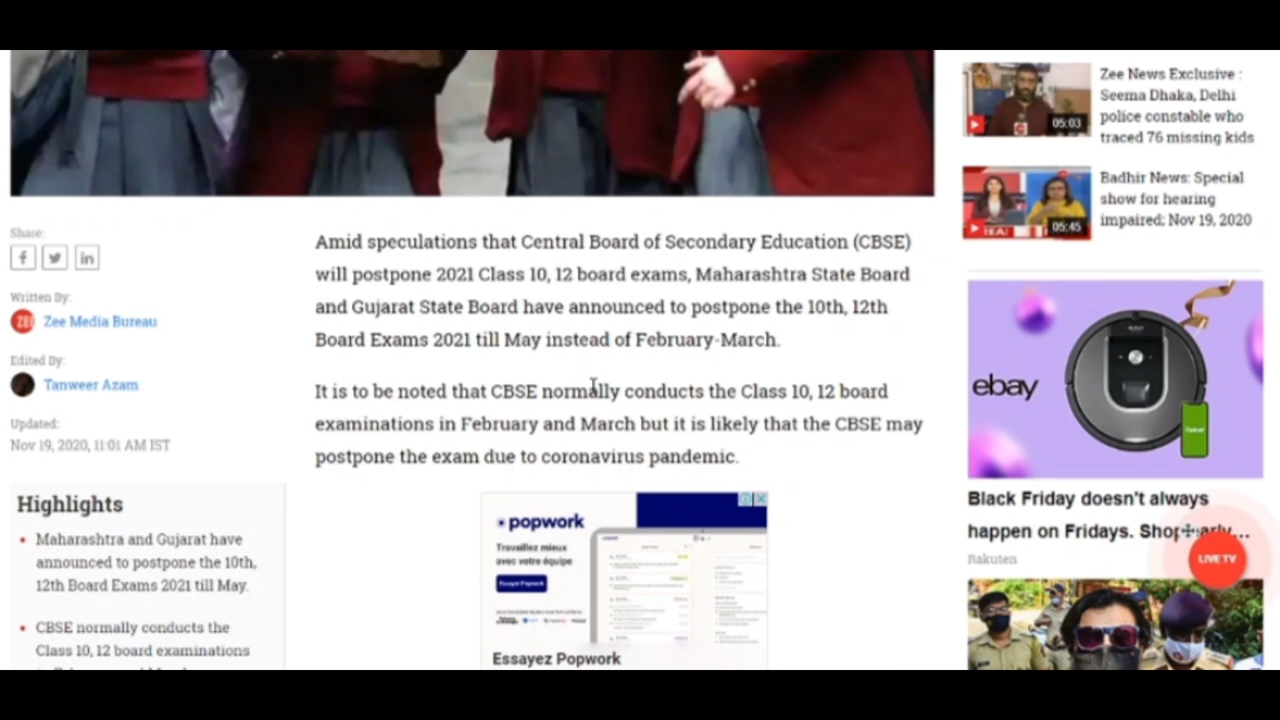 Share:
Written By:
Zee Media Bureau
Edited By:
Tanweer Azam
Updated:
Nov 19, 2020, 11:01 AM IST
Highlights
Maharashtra and Gujarat have
announced to postpone the 10th,
12th Board Exams 2021 till May.
CBSE normally conducts the
Class 10, 12 board examinations
Amid speculations that Central Board of Secondary Education (CBSE)
will postpone 2021 Class 10, 12 board exams, Maharashtra State Board
and Gujarat State Board have announced to postpone the 10th, 12th
Board Exams 2021 till May instead of February-March.
It is to be noted that CBSE normally conducts the Class 10, 12 board
examinations in February and March but it is likely that the CBSE may
postpone the exam due to coronavirus pandemic.
popwork
Travaillez mieux
avec votre équipe
Essayer Popwork
Essayez Popwork
05:03
Zee News Exclusive :
Seema Dhaka, Delhi
police constable who
traced 76 missing kids
05:45
Badhir News: Special
show for hearing
impaired; Nov 19, 2020
ebay
Black Friday doesn't always
happen on Fridays. Shop
Rakuten
LIVE TV